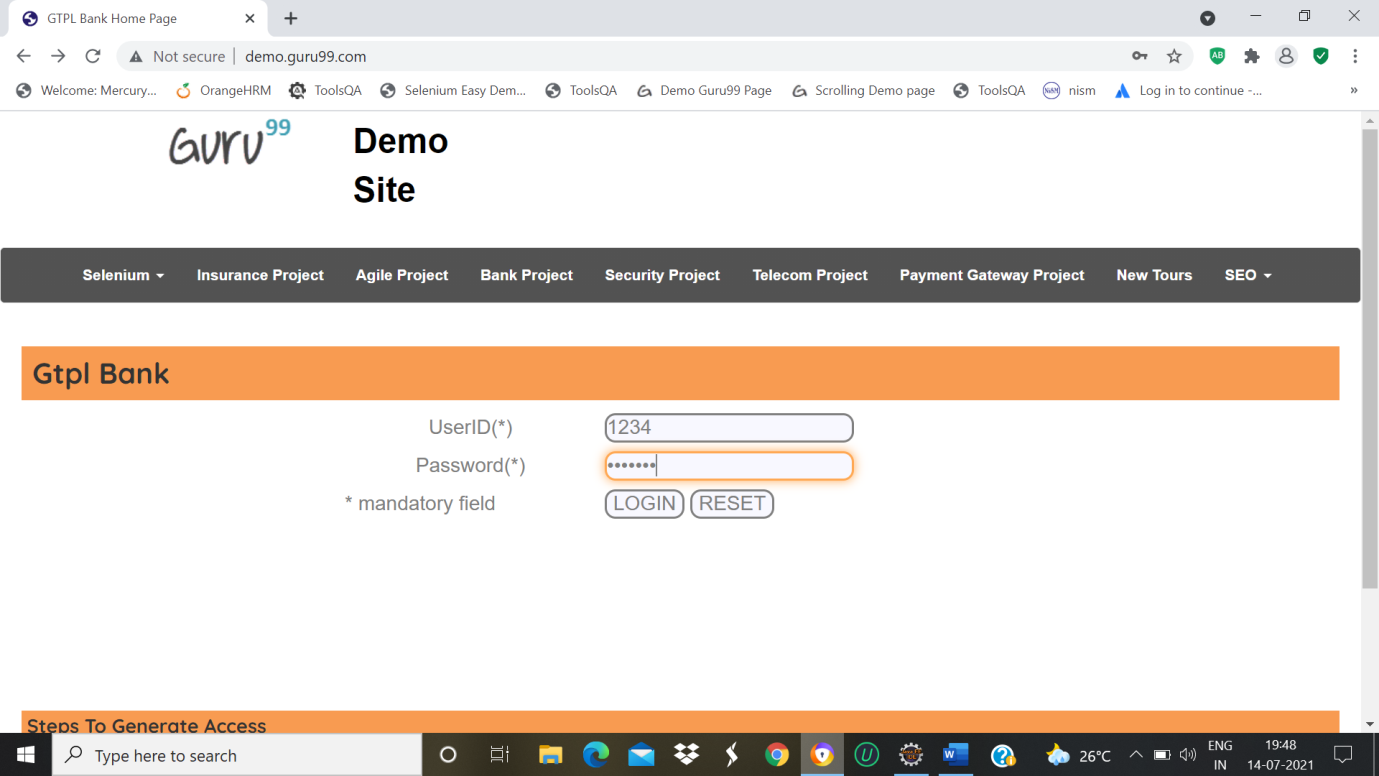 GTPL Bank Home Page
Not secure demo.guru99.com
Welcome: Mercury... OrangeHRM ToolsQA Selenium Easy Dem... ToolsQA Demo Guru99 Page Scrolling Demo page ToolsQA nism Log in to continue -...
Guru99
Demo
Site
Selenium Insurance Project Agile Project Bank Project Security Project Telecom Project Payment Gateway Project New Tours SEO
Gtpl Bank
UserID(*) 1234
Password(*) •••••••
* mandatory field LOGIN RESET
Steps To Generate Access
Type here to search
26°C
ENG
IN
19:48
14-07-2021